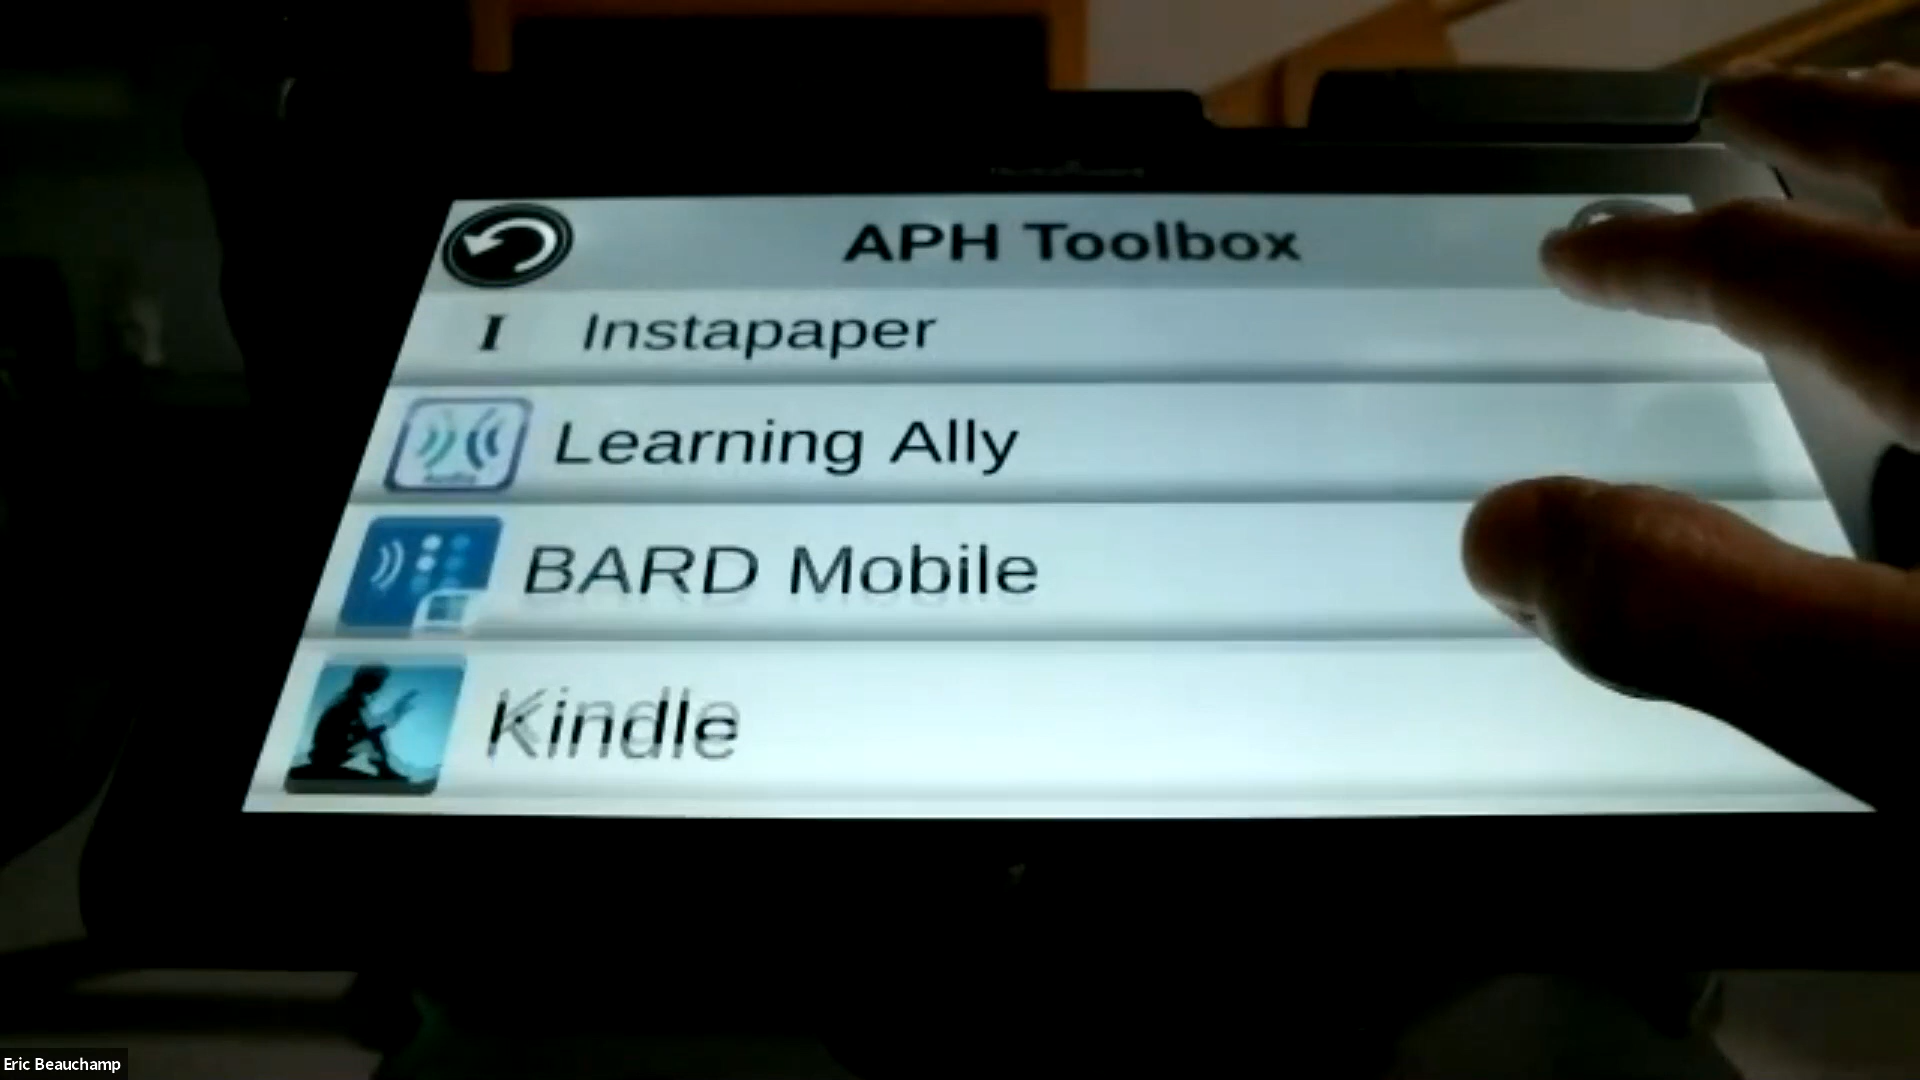 APH Toolbox
I Instapaper
Learning Ally
BARD Mobile
Kindle
Eric Beauchamp